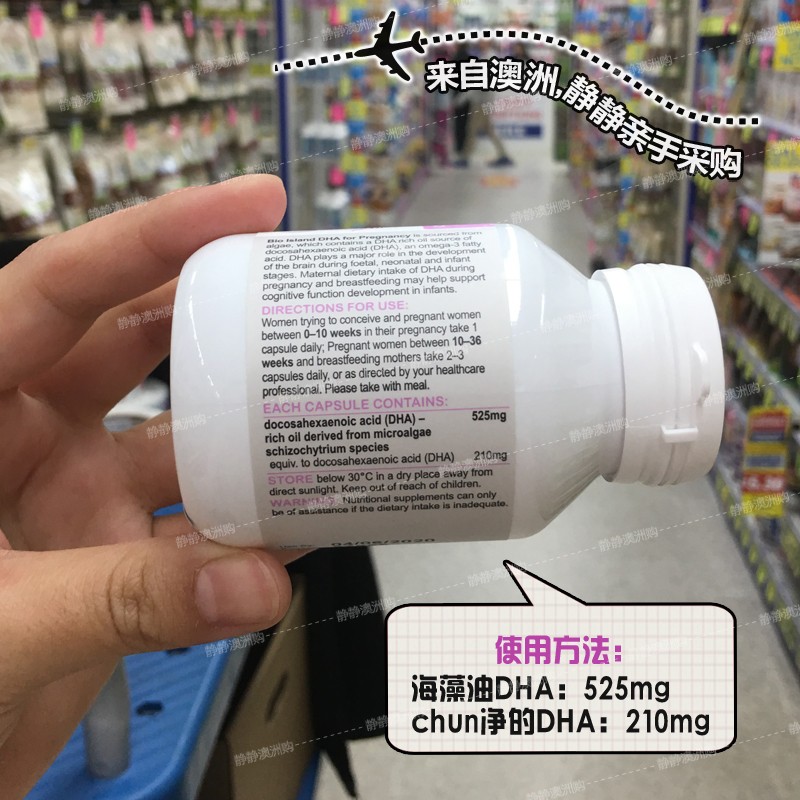 来自澳洲,静静亲手采购
Bio Island DHA for Pregnancy is sourced from
algae, which contains a DHA rich oil source of
docosahexaenoic acid (DHA), an omega-3 fatty
acid. DHA plays a major role in the development
of the brain during foetal, neonatal and infant
stages. Maternal dietary intake of DHA during
pregnancy and breastfeeding may help support
cognitive function development in infants.
DIRECTIONS FOR USE:
Women trying to conceive and pregnant women
between 0–10 weeks in their pregnancy take 1
capsule daily; Pregnant women between 10–36
weeks and breastfeeding mothers take 2–3
capsules daily, or as directed by your healthcare
professional. Please take with meal.
EACH CAPSULE CONTAINS:
docosahexaenoic acid (DHA) – 525mg
rich oil derived from microalgae
schizochytrium species
equiv. to docosahexaenoic acid (DHA) 210mg
STORE below 30°C in a dry place away from
direct sunlight. Keep out of reach of children.
WARNING: Nutritional supplements can only
be of assistance if the dietary intake is inadequate.
使用方法:
海藻油DHA: 525mg
chun净的DHA: 210mg
静静澳洲购